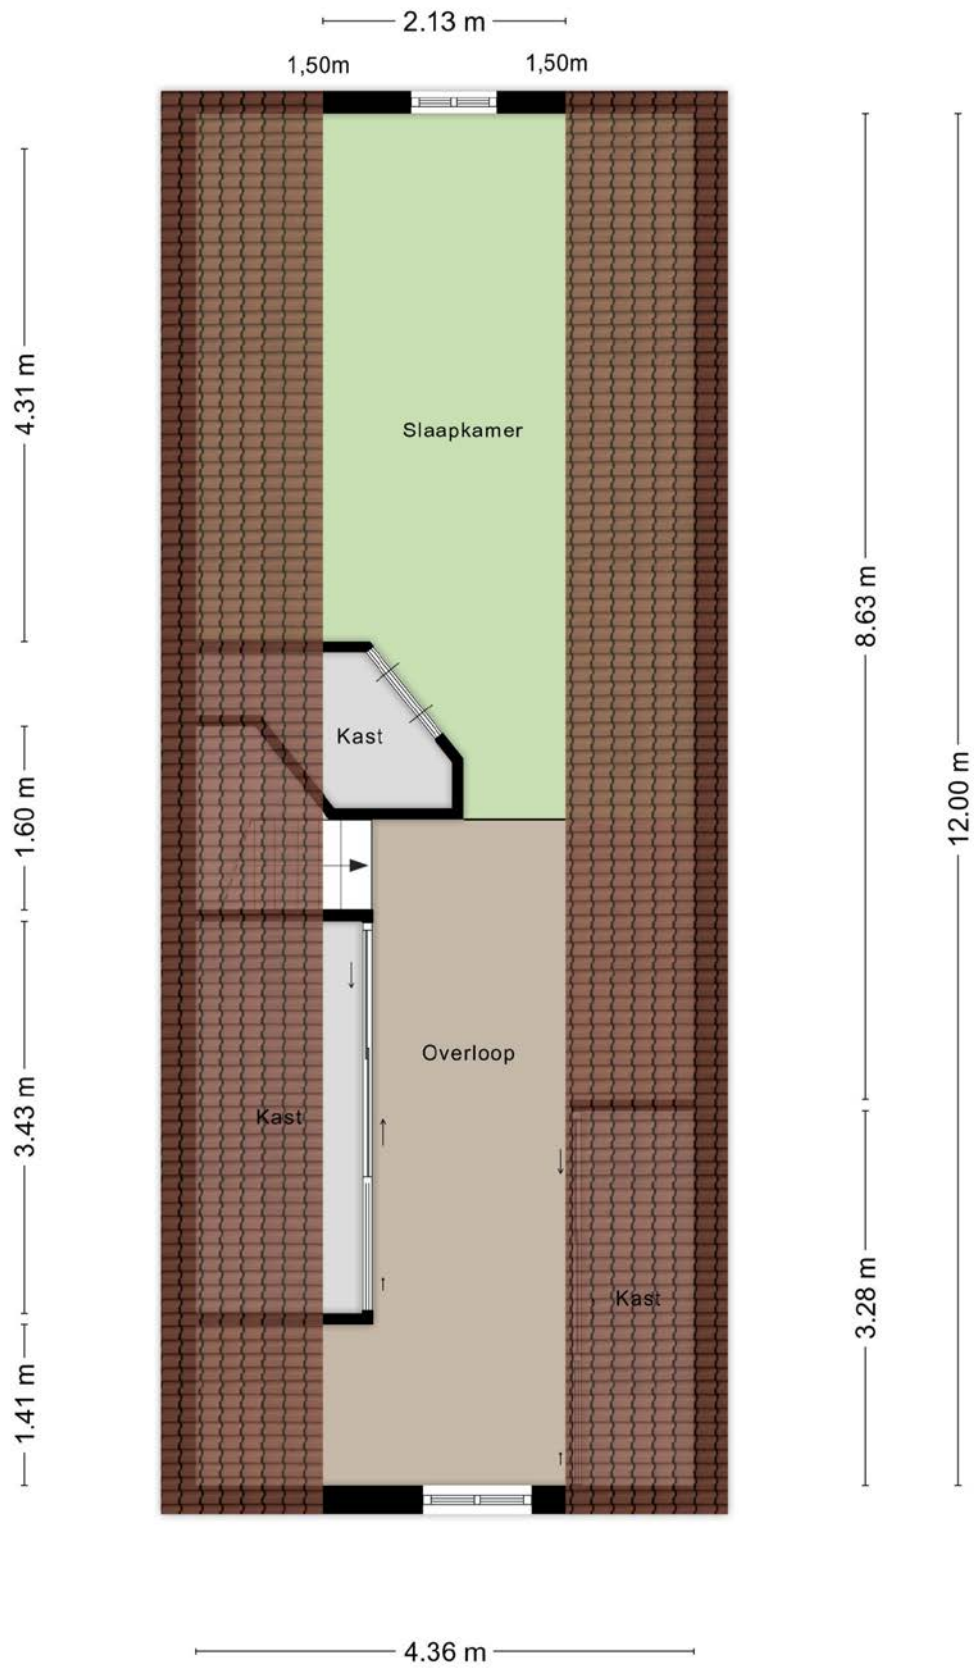 2.13 m
1,50m
1,50m
4.31 m
Slaapkamer
8.63 m
Kast
1.60 m
12.00 m
Overloop
Kast
3.43 m
Kast
3.28 m
1.41 m
4.36 m